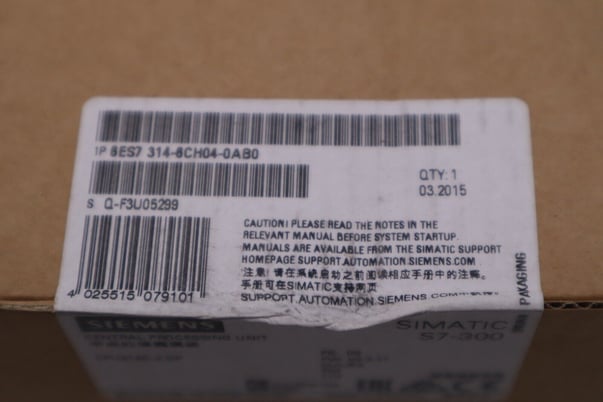 1P 6ES7 314-6CH04-0AB0
S Q-F3U05299
QTY: 1
03.2015
CAUTION! PLEASE READ THE NOTES IN THE
RELEVANT MANUAL BEFORE SYSTEM STARTUP.
MANUALS ARE AVAILABLE FROM THE SIMATIC SUPPORT
HOMEPAGE SUPPORT.AUTOMATION.SIEMENS.COM
注意! 请在系统启动之前阅读相应手册中的注释。
手册可在SIMATIC支持网页
SUPPORT.AUTOMATION.SIEMENS.COM
4 025515 079101
PACKAGING
SIEMENS
SIMATIC
S7-300
CENTRAL PROCESSING UNIT